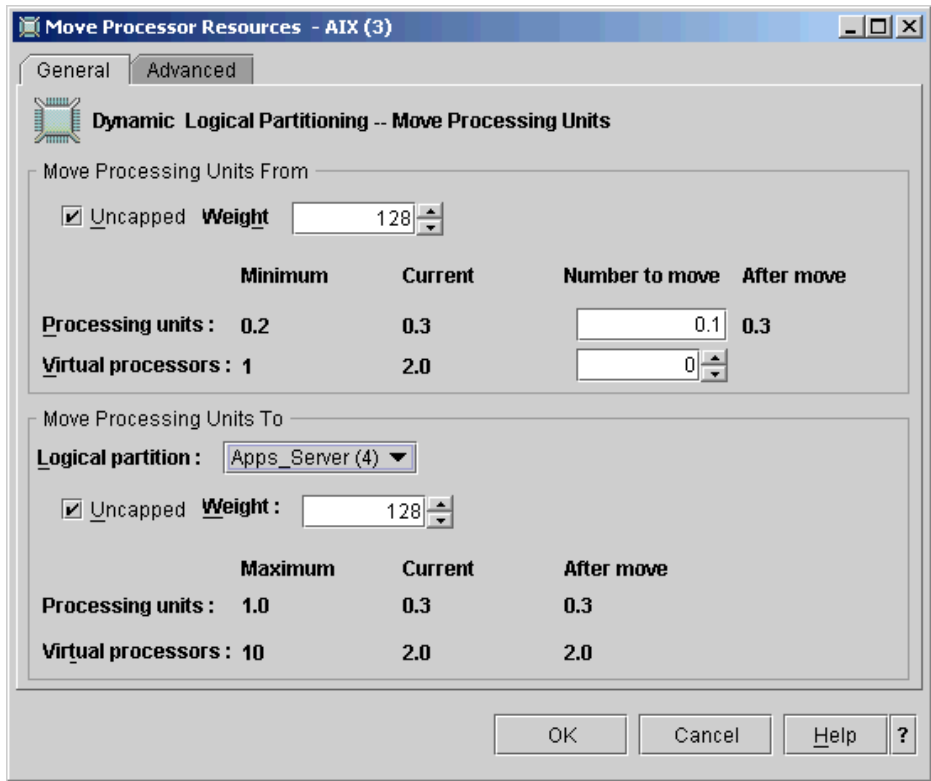 Move Processor Resources - AIX (3)
General Advanced
Dynamic Logical Partitioning -- Move Processing Units
Move Processing Units From
Uncapped Weight 128
Minimum Current Number to move After move
Processing units : 0.2 0.3 0.1 0.3
Virtual processors : 1 2.0 0
Move Processing Units To
Logical partition : Apps_Server (4)
Uncapped Weight : 128
Maximum Current After move
Processing units : 1.0 0.3 0.3
Virtual processors : 10 2.0 2.0
OK Cancel Help ?